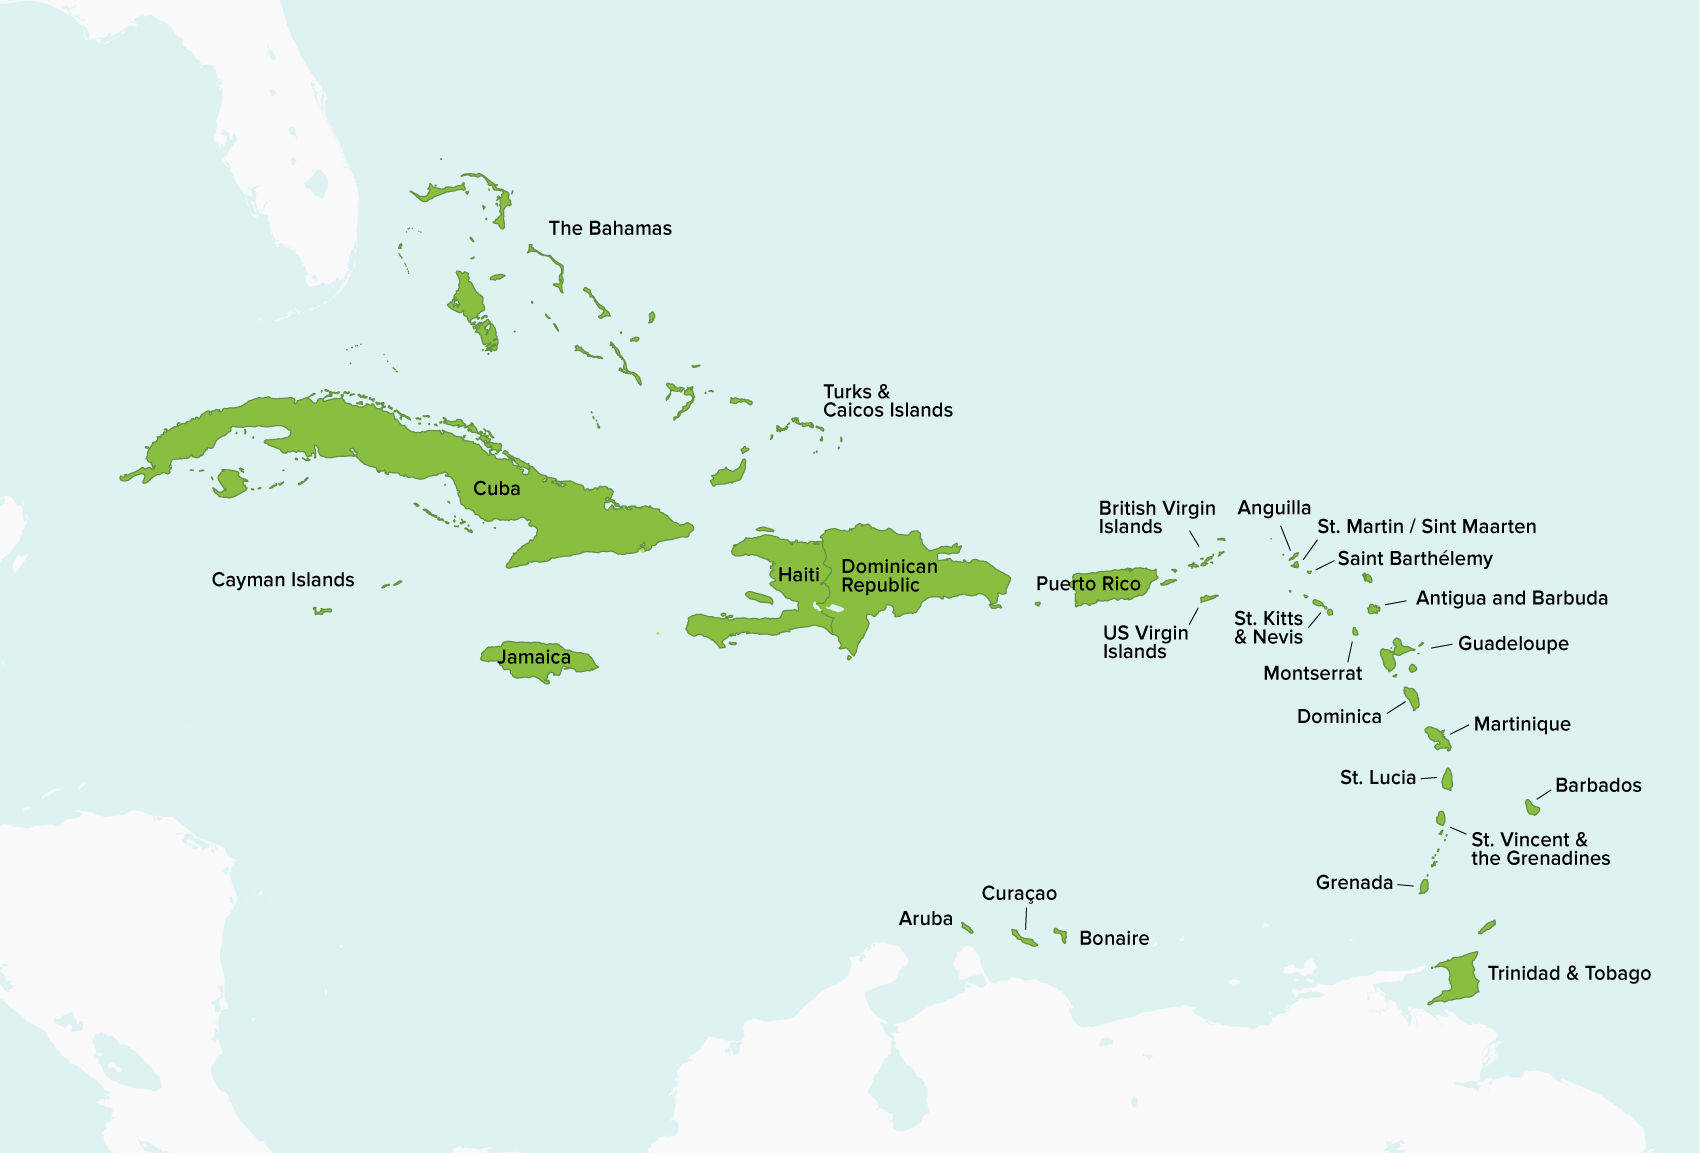 The Bahamas
Turks &
Caicos Islands
Cuba
British Virgin
Islands
Anguilla
St. Martin / Sint Maarten
Saint Barthélemy
Cayman Islands
Haiti
Dominican
Republic
Puerto Rico
Antigua and Barbuda
US Virgin
Islands
St. Kitts
& Nevis
Guadeloupe
Jamaica
Montserrat
Dominica
Martinique
St. Lucia
Barbados
St. Vincent &
the Grenadines
Grenada
Curaçao
Aruba
Bonaire
Trinidad & Tobago